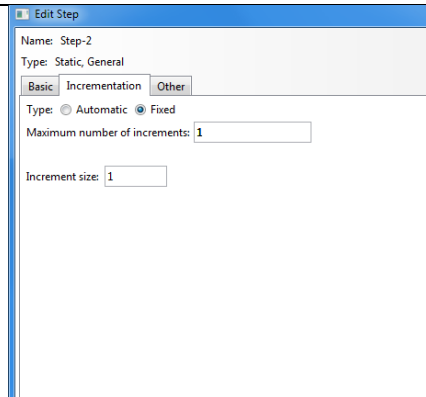 Edit Step
Name: Step-2
Type: Static, General
Basic Incrementation Other
Type: Automatic Fixed
Maximum number of increments: 1
Increment size: 1